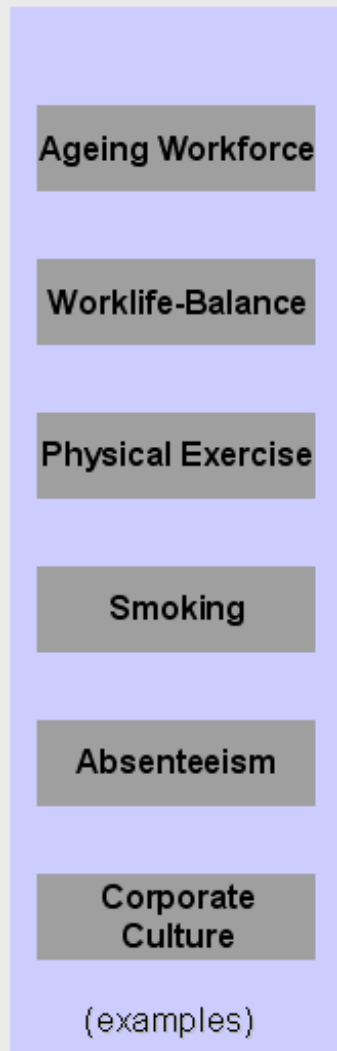 Ageing Workforce
Worklife-Balance
Physical Exercise
Smoking
Absenteeism
Corporate
Culture
(examples)